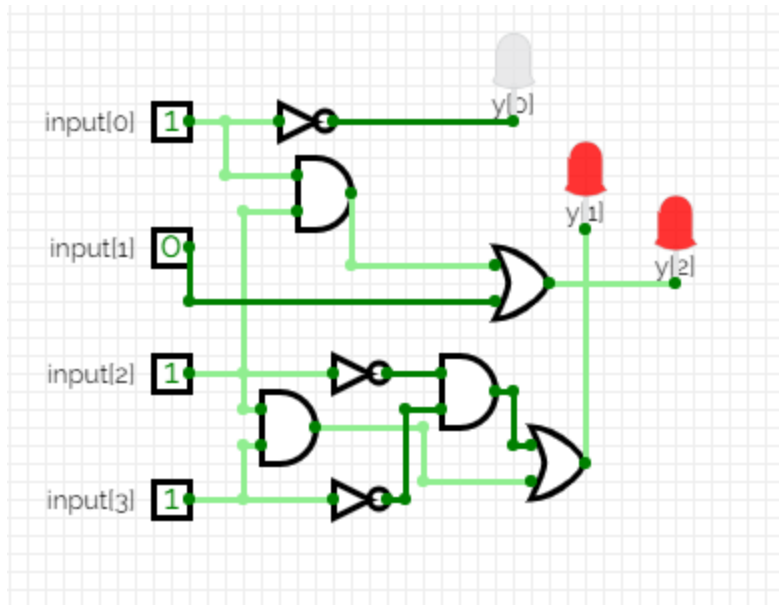 y[0]
input[0] 1
y[1]
input[1] 0
y[2]
input[2] 1
input[3] 1